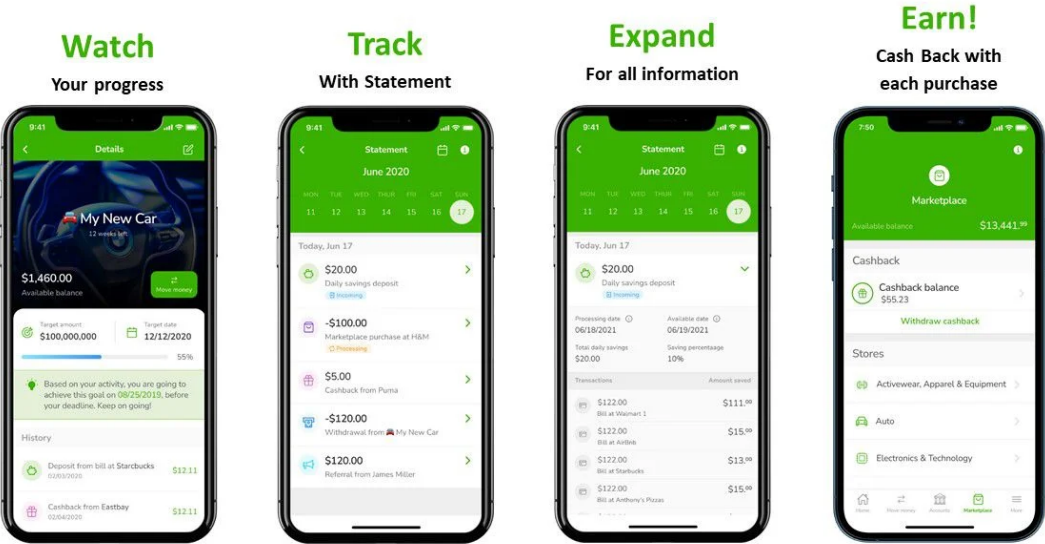 Watch
Your progress
9:41
Details
My New Car
12 weeks left
$1,460.00
Available balance
Move money
Target amount
$100,000,000
Target date
12/12/2020
55%
Based on your activity, you are going to
achieve this goal on 08/25/2019, before
your deadline. Keep on going!
History
Deposit from bill at Starcbucks
02/03/2020
$12.11
Cashback from Eastbay
02/04/2020
$12.11
Track
With Statement
9:41
Statement
June 2020
MON TUE WED THUR FRI SAT SUN
11 12 13 14 15 16 17
Today, Jun 17
$20.00
Daily savings deposit
Incoming
-$100.00
Marketplace purchase at H&M
Processing
$5.00
Cashback from Puma
-$120.00
Withdrawal from My New Car
$120.00
Referral from James Miller
Expand
For all information
9:41
Statement
June 2020
MON TUE WED THUR FRI SAT SUN
11 12 13 14 15 16 17
Today, Jun 17
$20.00
Daily savings deposit
Incoming
Processing date
06/18/2021
Available date
06/19/2021
Total daily savings
$20.00
Saving percentaage
10%
Transactions
Amount saved
$122.00
Bill at Walmart 1
$111.00
$122.00
Bill at AirBnb
$15.00
$122.00
Bill at Starbucks
$13.00
$122.00
Bill at Anthony's Pizzas
$15.00
Earn!
Cash Back with
each purchase
7:50
Marketplace
Available balance
$13,441.99
Cashback
Cashback balance
$55.23
Withdraw cashback
Stores
Activewear, Apparel & Equipment
Auto
Electronics & Technology
Home
Move money
Accounts
Marketplace
More